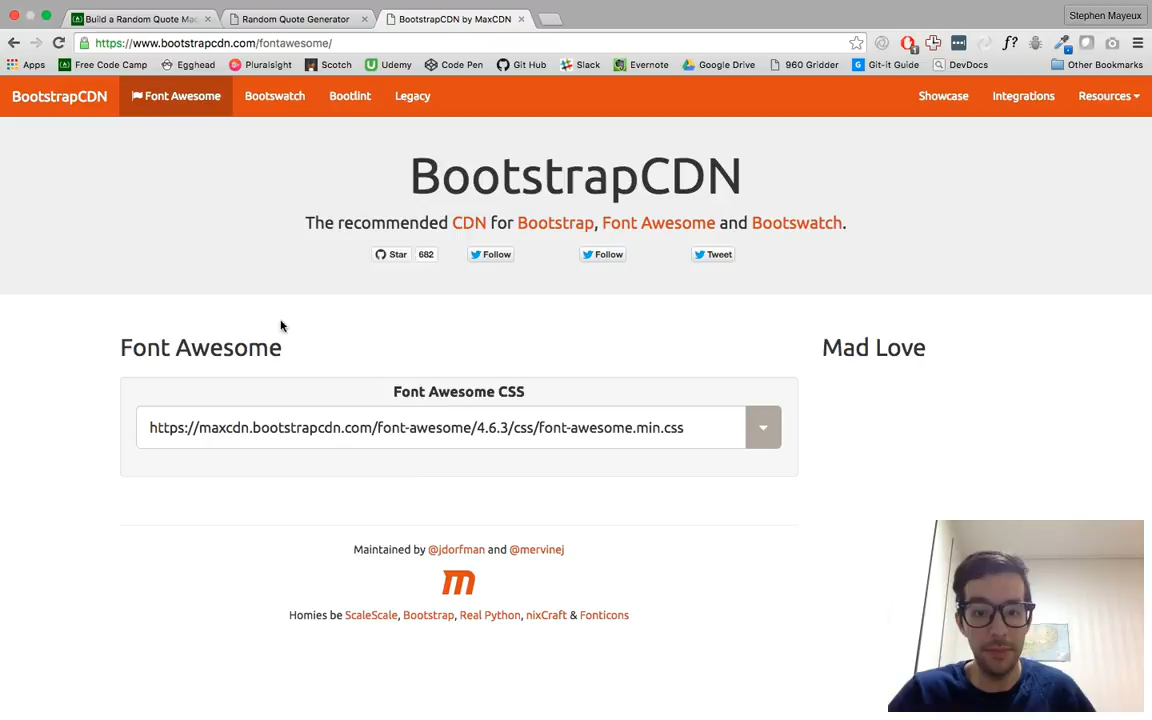 Build a Random Quote Mac
Random Quote Generator
BootstrapCDN by MaxCDN
Stephen Mayeux
https://www.bootstrapcdn.com/fontawesome/
f?
Apps
Free Code Camp
Egghead
Pluralsight
Scotch
Udemy
Code Pen
Git Hub
Slack
Evernote
Google Drive
960 Gridder
Git-it Guide
DevDocs
Other Bookmarks
BootstrapCDN
Font Awesome
Bootswatch
Bootlint
Legacy
Showcase
Integrations
Resources
BootstrapCDN
The recommended CDN for Bootstrap, Font Awesome and Bootswatch.
Star 682
Follow
Follow
Tweet
Font Awesome
Mad Love
Font Awesome CSS
https://maxcdn.bootstrapcdn.com/font-awesome/4.6.3/css/font-awesome.min.css
Maintained by @jdorfman and @mervinej
Homies be ScaleScale, Bootstrap, Real Python, nixCraft & Fonticons